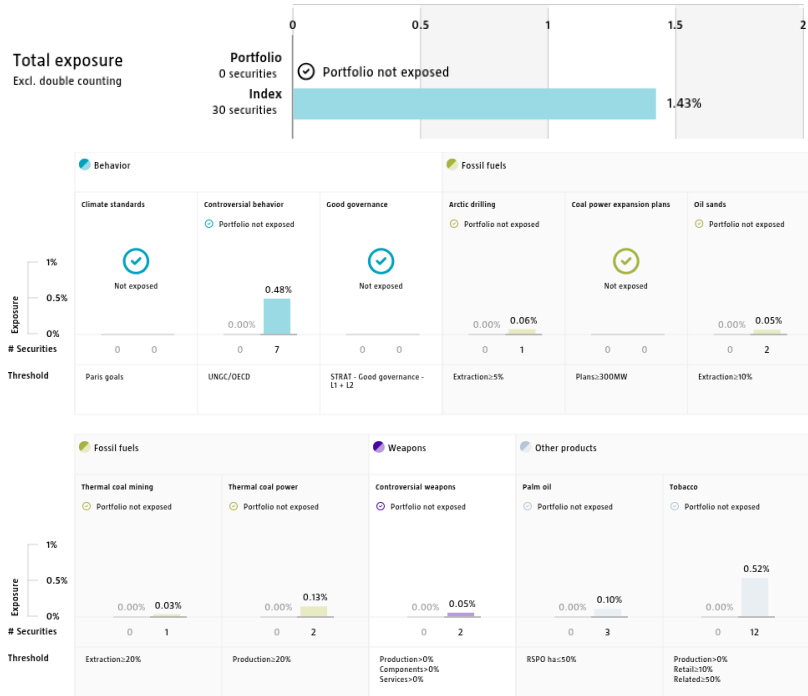 0 0.5 1 1.5 2
Total exposure
Excl. double counting
Portfolio
0 securities
Portfolio not exposed
Index
30 securities
1.43%
Behavior
Fossil fuels
Climate standards
Controversial behavior
Good governance
Arctic drilling
Coal power expansion plans
Oil sands
Portfolio not exposed
Portfolio not exposed
Portfolio not exposed
Not exposed
Not exposed
Not exposed
Exposure
1%
0.5%
0%
0.00% 0.48%
0.00% 0.06%
0.00% 0.05%
# Securities
0 0
0 7
0 0
0 1
0 0
0 2
Threshold
Paris goals
UNGC/OECD
STRAT - Good governance -
L1 + L2
Extraction≥5%
Plans≥300MW
Extraction≥10%
Fossil fuels
Weapons
Other products
Thermal coal mining
Thermal coal power
Controversial weapons
Palm oil
Tobacco
Portfolio not exposed
Portfolio not exposed
Portfolio not exposed
Portfolio not exposed
Portfolio not exposed
Exposure
1%
0.5%
0%
0.00% 0.03%
0.00% 0.13%
0.00% 0.05%
0.00% 0.10%
0.00% 0.52%
# Securities
0 1
0 2
0 2
0 3
0 12
Threshold
Extraction≥20%
Production≥20%
Production>0%
Components>0%
Services>0%
RSPO ha≤50%
Production>0%
Retail≥10%
Related≥50%